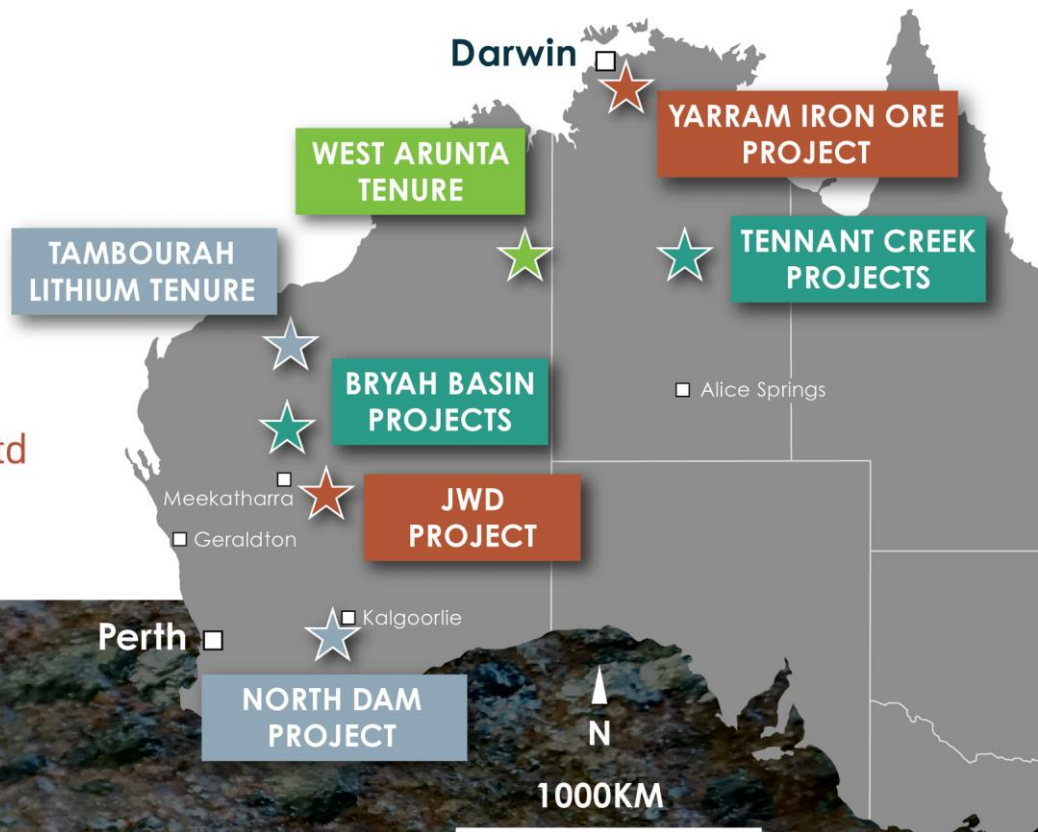 Darwin
YARRAM IRON ORE
PROJECT
WEST ARUNTA
TENURE
TENNANT CREEK
PROJECTS
TAMBOURAH
LITHIUM TENURE
BRYAH BASIN
PROJECTS
Alice Springs
td
Meekatharra
JWD
PROJECT
Geraldton
Kalgoorlie
Perth
NORTH DAM
PROJECT
N
1000KM